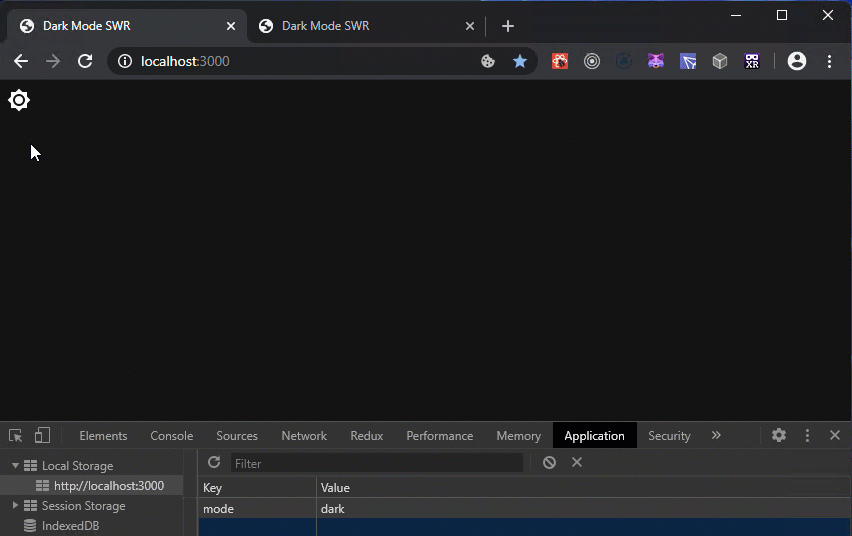 Dark Mode SWR
Dark Mode SWR
localhost:3000
XR
Elements Console Sources Network Redux Performance Memory Application Security
Local Storage
Filter
http://localhost:3000
Key Value
Session Storage
mode dark
IndexedDB